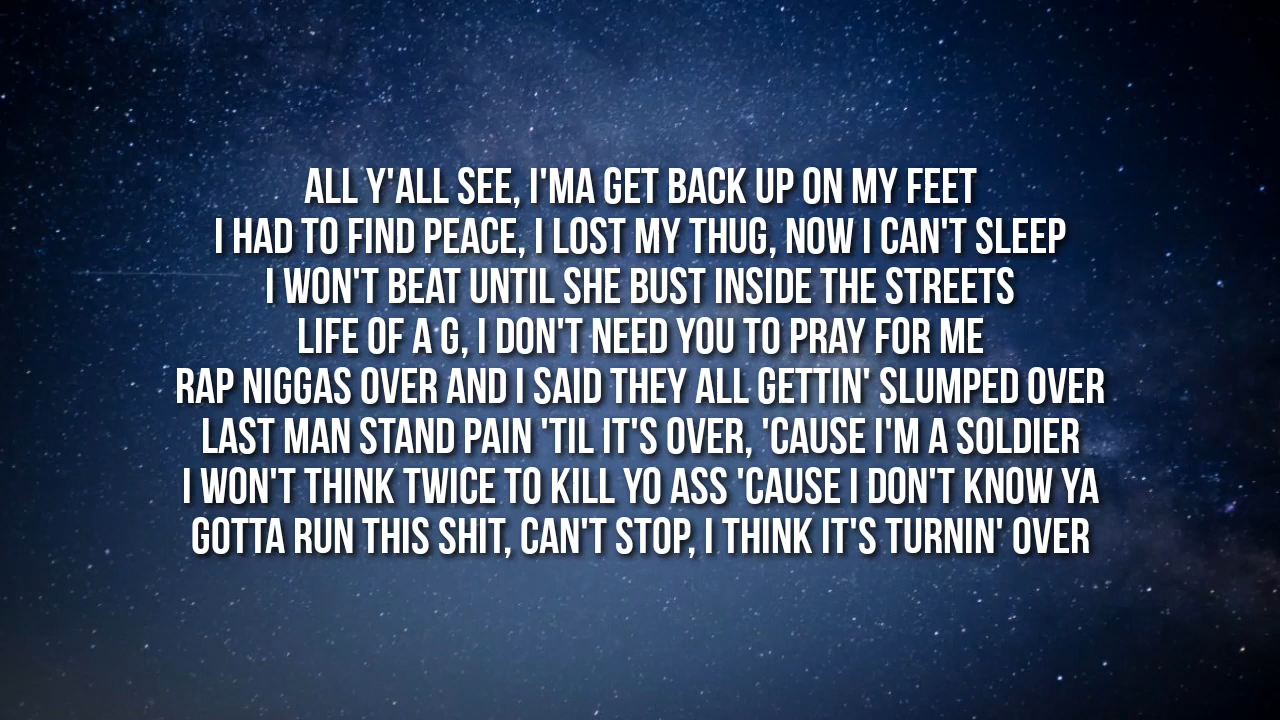 ALL Y'ALL SEE, I'MA GET BACK UP ON MY FEET
I HAD TO FIND PEACE, I LOST MY THUG, NOW I CAN'T SLEEP
I WON'T BEAT UNTIL SHE BUST INSIDE THE STREETS
LIFE OF A G, I DON'T NEED YOU TO PRAY FOR ME
RAP NIGGAS OVER AND I SAID THEY ALL GETTIN' SLUMPED OVER
LAST MAN STAND PAIN 'TIL IT'S OVER, 'CAUSE I'M A SOLDIER
I WON'T THINK TWICE TO KILL YO ASS 'CAUSE I DON'T KNOW YA
GOTTA RUN THIS SHIT, CAN'T STOP, I THINK IT'S TURNIN' OVER